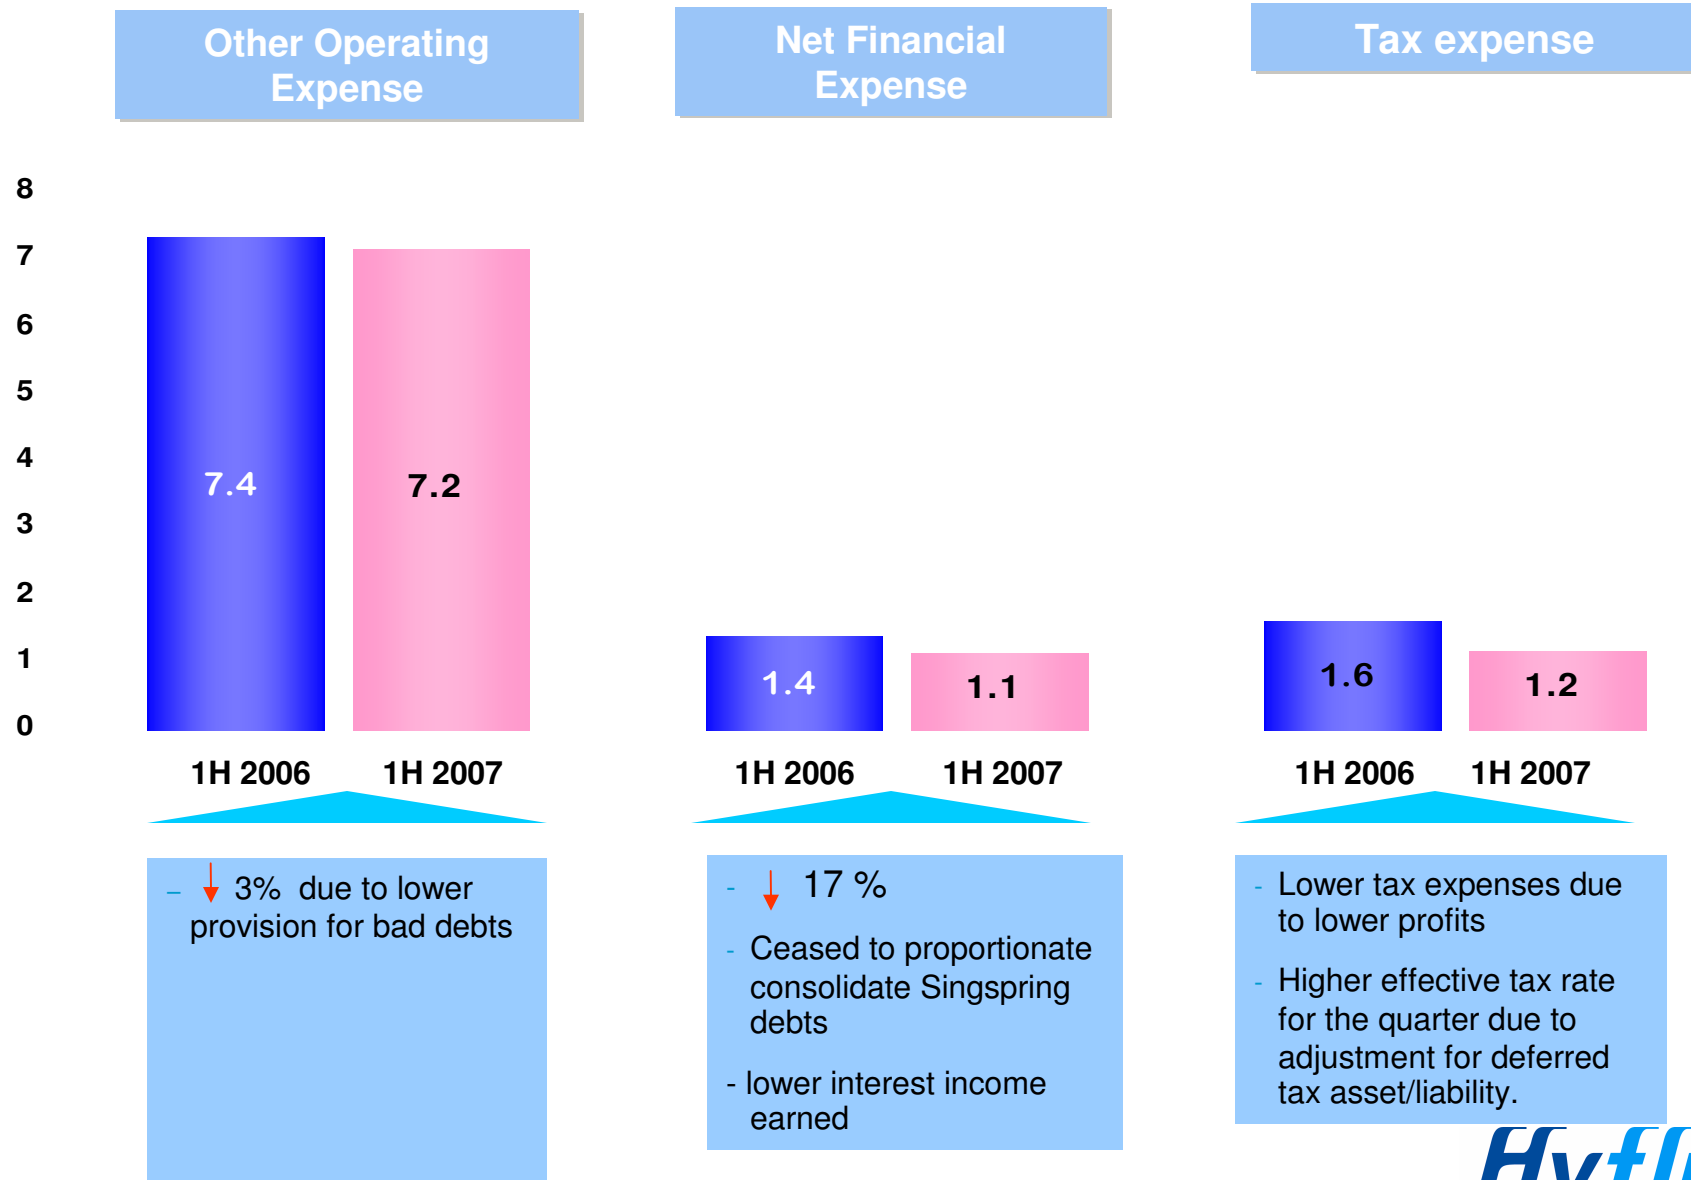 Other Operating
Expense
Net Financial
Expense
Tax expense
8
7
6
5
4
3
2
1
0
7.4
7.2
1.4
1.1
1.6
1.2
1H 2006
1H 2007
1H 2006
1H 2007
1H 2006
1H 2007
– 3% due to lower
provision for bad debts
- 17 %
- Ceased to proportionate
consolidate Singspring
debts
- lower interest income
earned
- Lower tax expenses due
to lower profits
- Higher effective tax rate
for the quarter due to
adjustment for deferred
tax asset/liability.